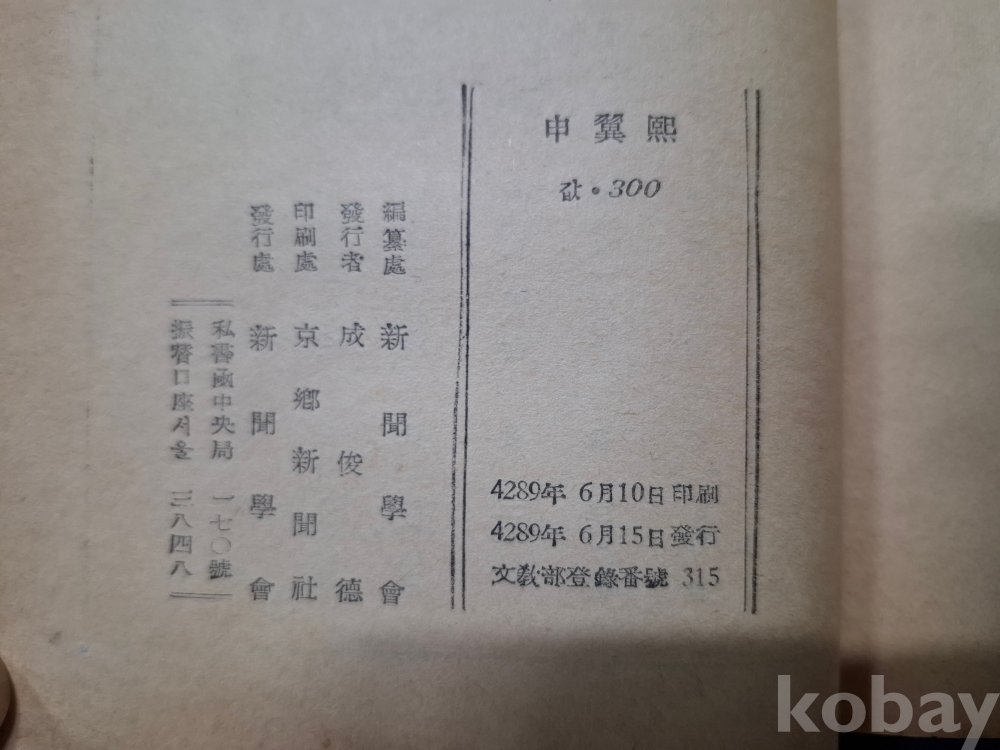 申翼熙
값 • 300
4289年 6月10日 印刷
4289年 6月15日 發行
文敎部登錄番號 315
編纂處 新聞學會
發行者 成俊德
印刷處 京鄕新聞社
發行處 新聞學會
私書函中央局 一七〇號
振替口座서울 三八四八
kobay